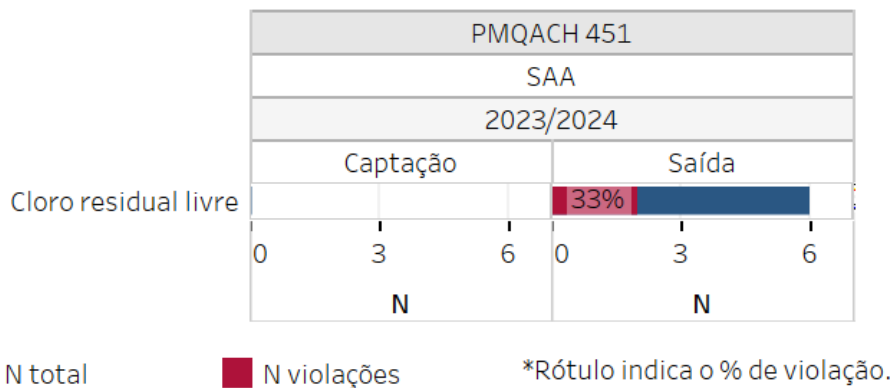 PMQACH 451
SAA
2023/2024
Captação Saída
Cloro residual livre 33%
0 3 6 0 3 6
N N
N total N violações *Rótulo indica o % de violação.